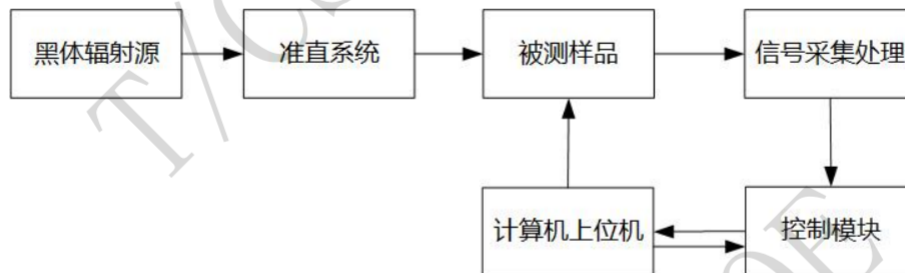 黑体辐射源
准直系统
被测样品
信号采集处理
计算机上位机
控制模块